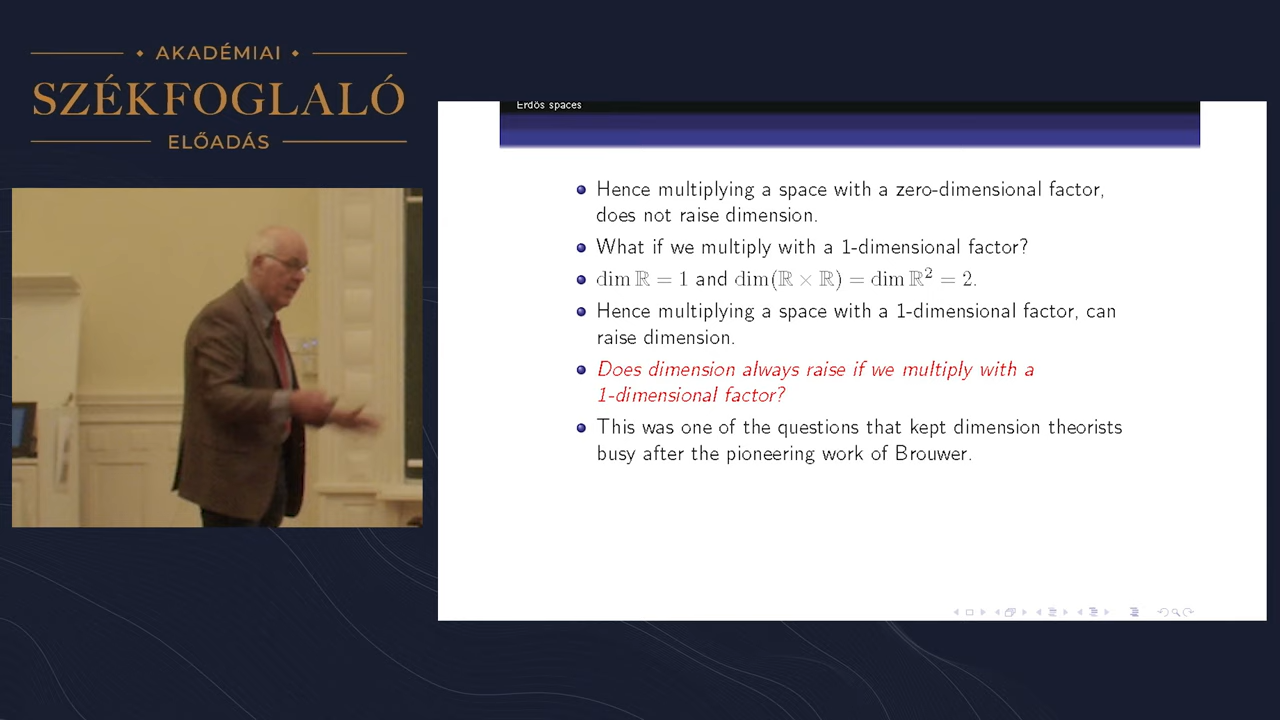 AKADÉMIAI
SZÉKFOGLALÓ
ELŐADÁS
Erdős spaces
Hence multiplying a space with a zero-dimensional factor,
does not raise dimension.
What if we multiply with a 1-dimensional factor?
dim ℝ = 1 and dim(ℝ × ℝ) = dim ℝ² = 2.
Hence multiplying a space with a 1-dimensional factor, can
raise dimension.
Does dimension always raise if we multiply with a
1-dimensional factor?
This was one of the questions that kept dimension theorists
busy after the pioneering work of Brouwer.